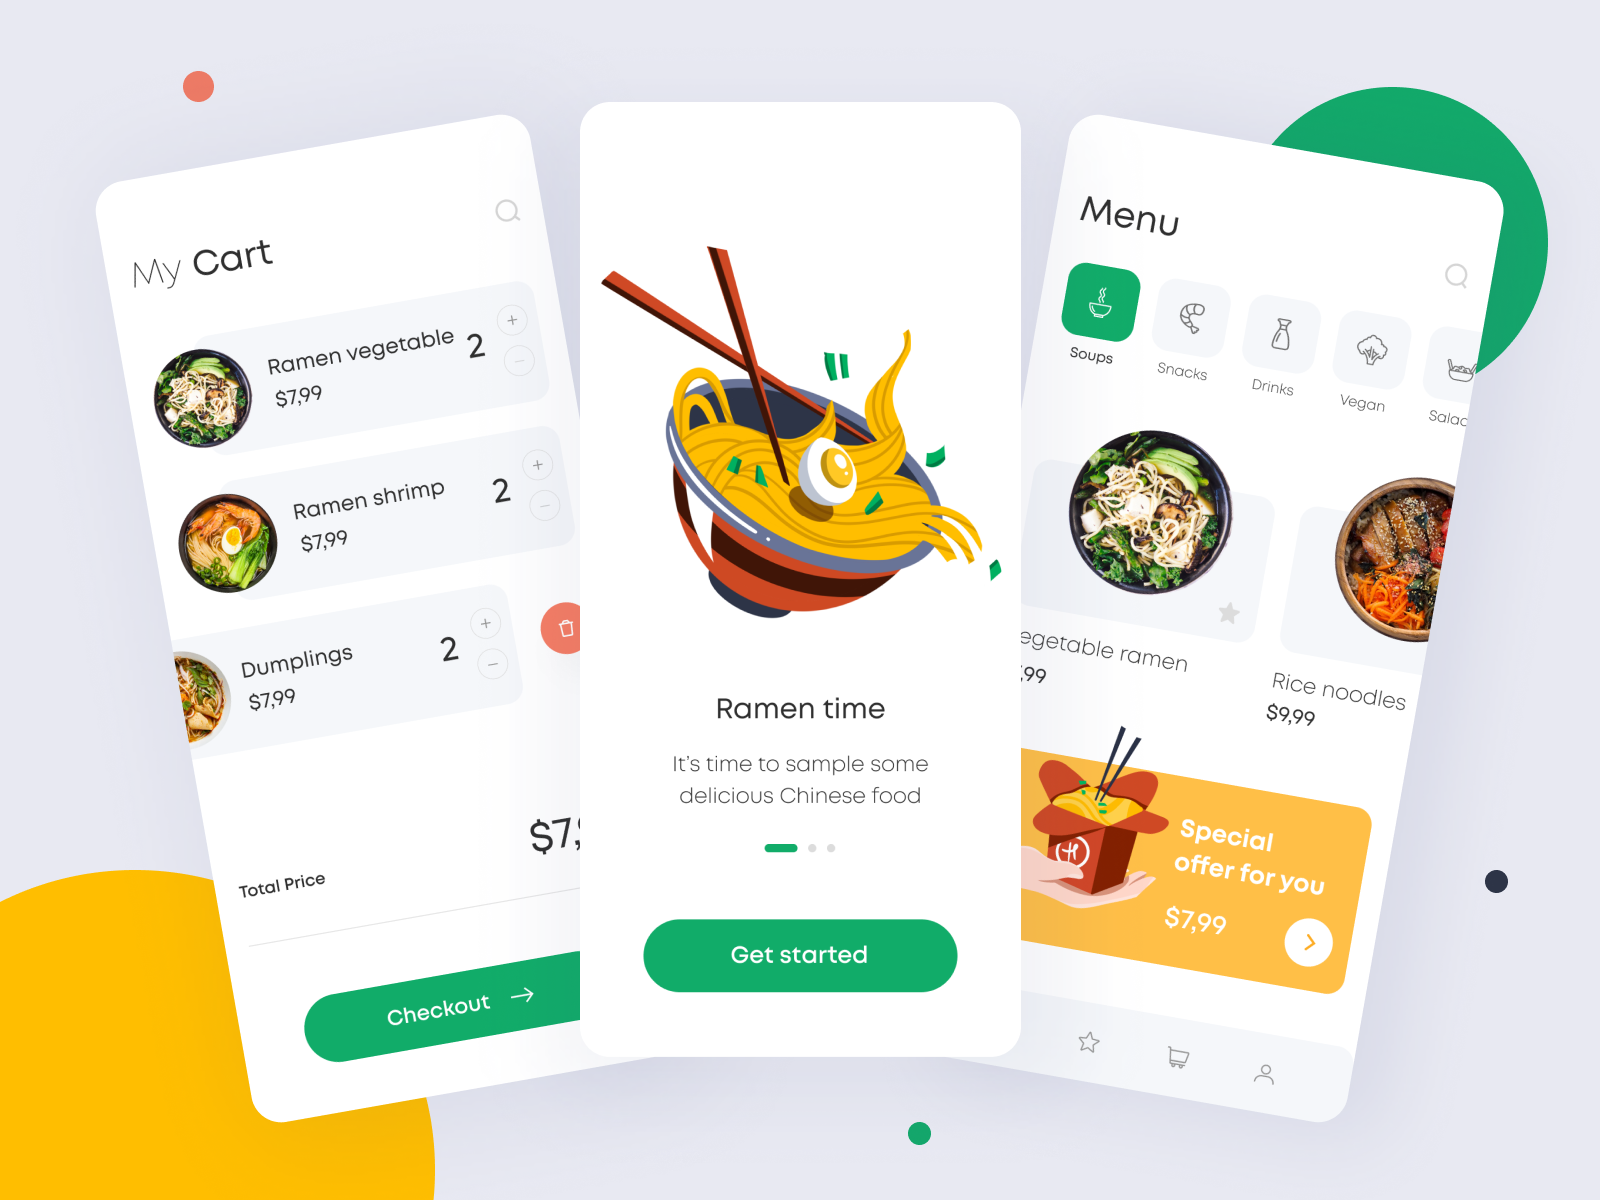 My Cart
Ramen vegetable
$7,99
2
Ramen shrimp
$7,99
2
Dumplings
$7,99
2
Total Price
$7,
Checkout
Ramen time
It's time to sample some
delicious Chinese food
Get started
Menu
Soups
Snacks
Drinks
Vegan
Salad
egetable ramen
,99
Rice noodles
$9,99
Special
offer for you
$7,99